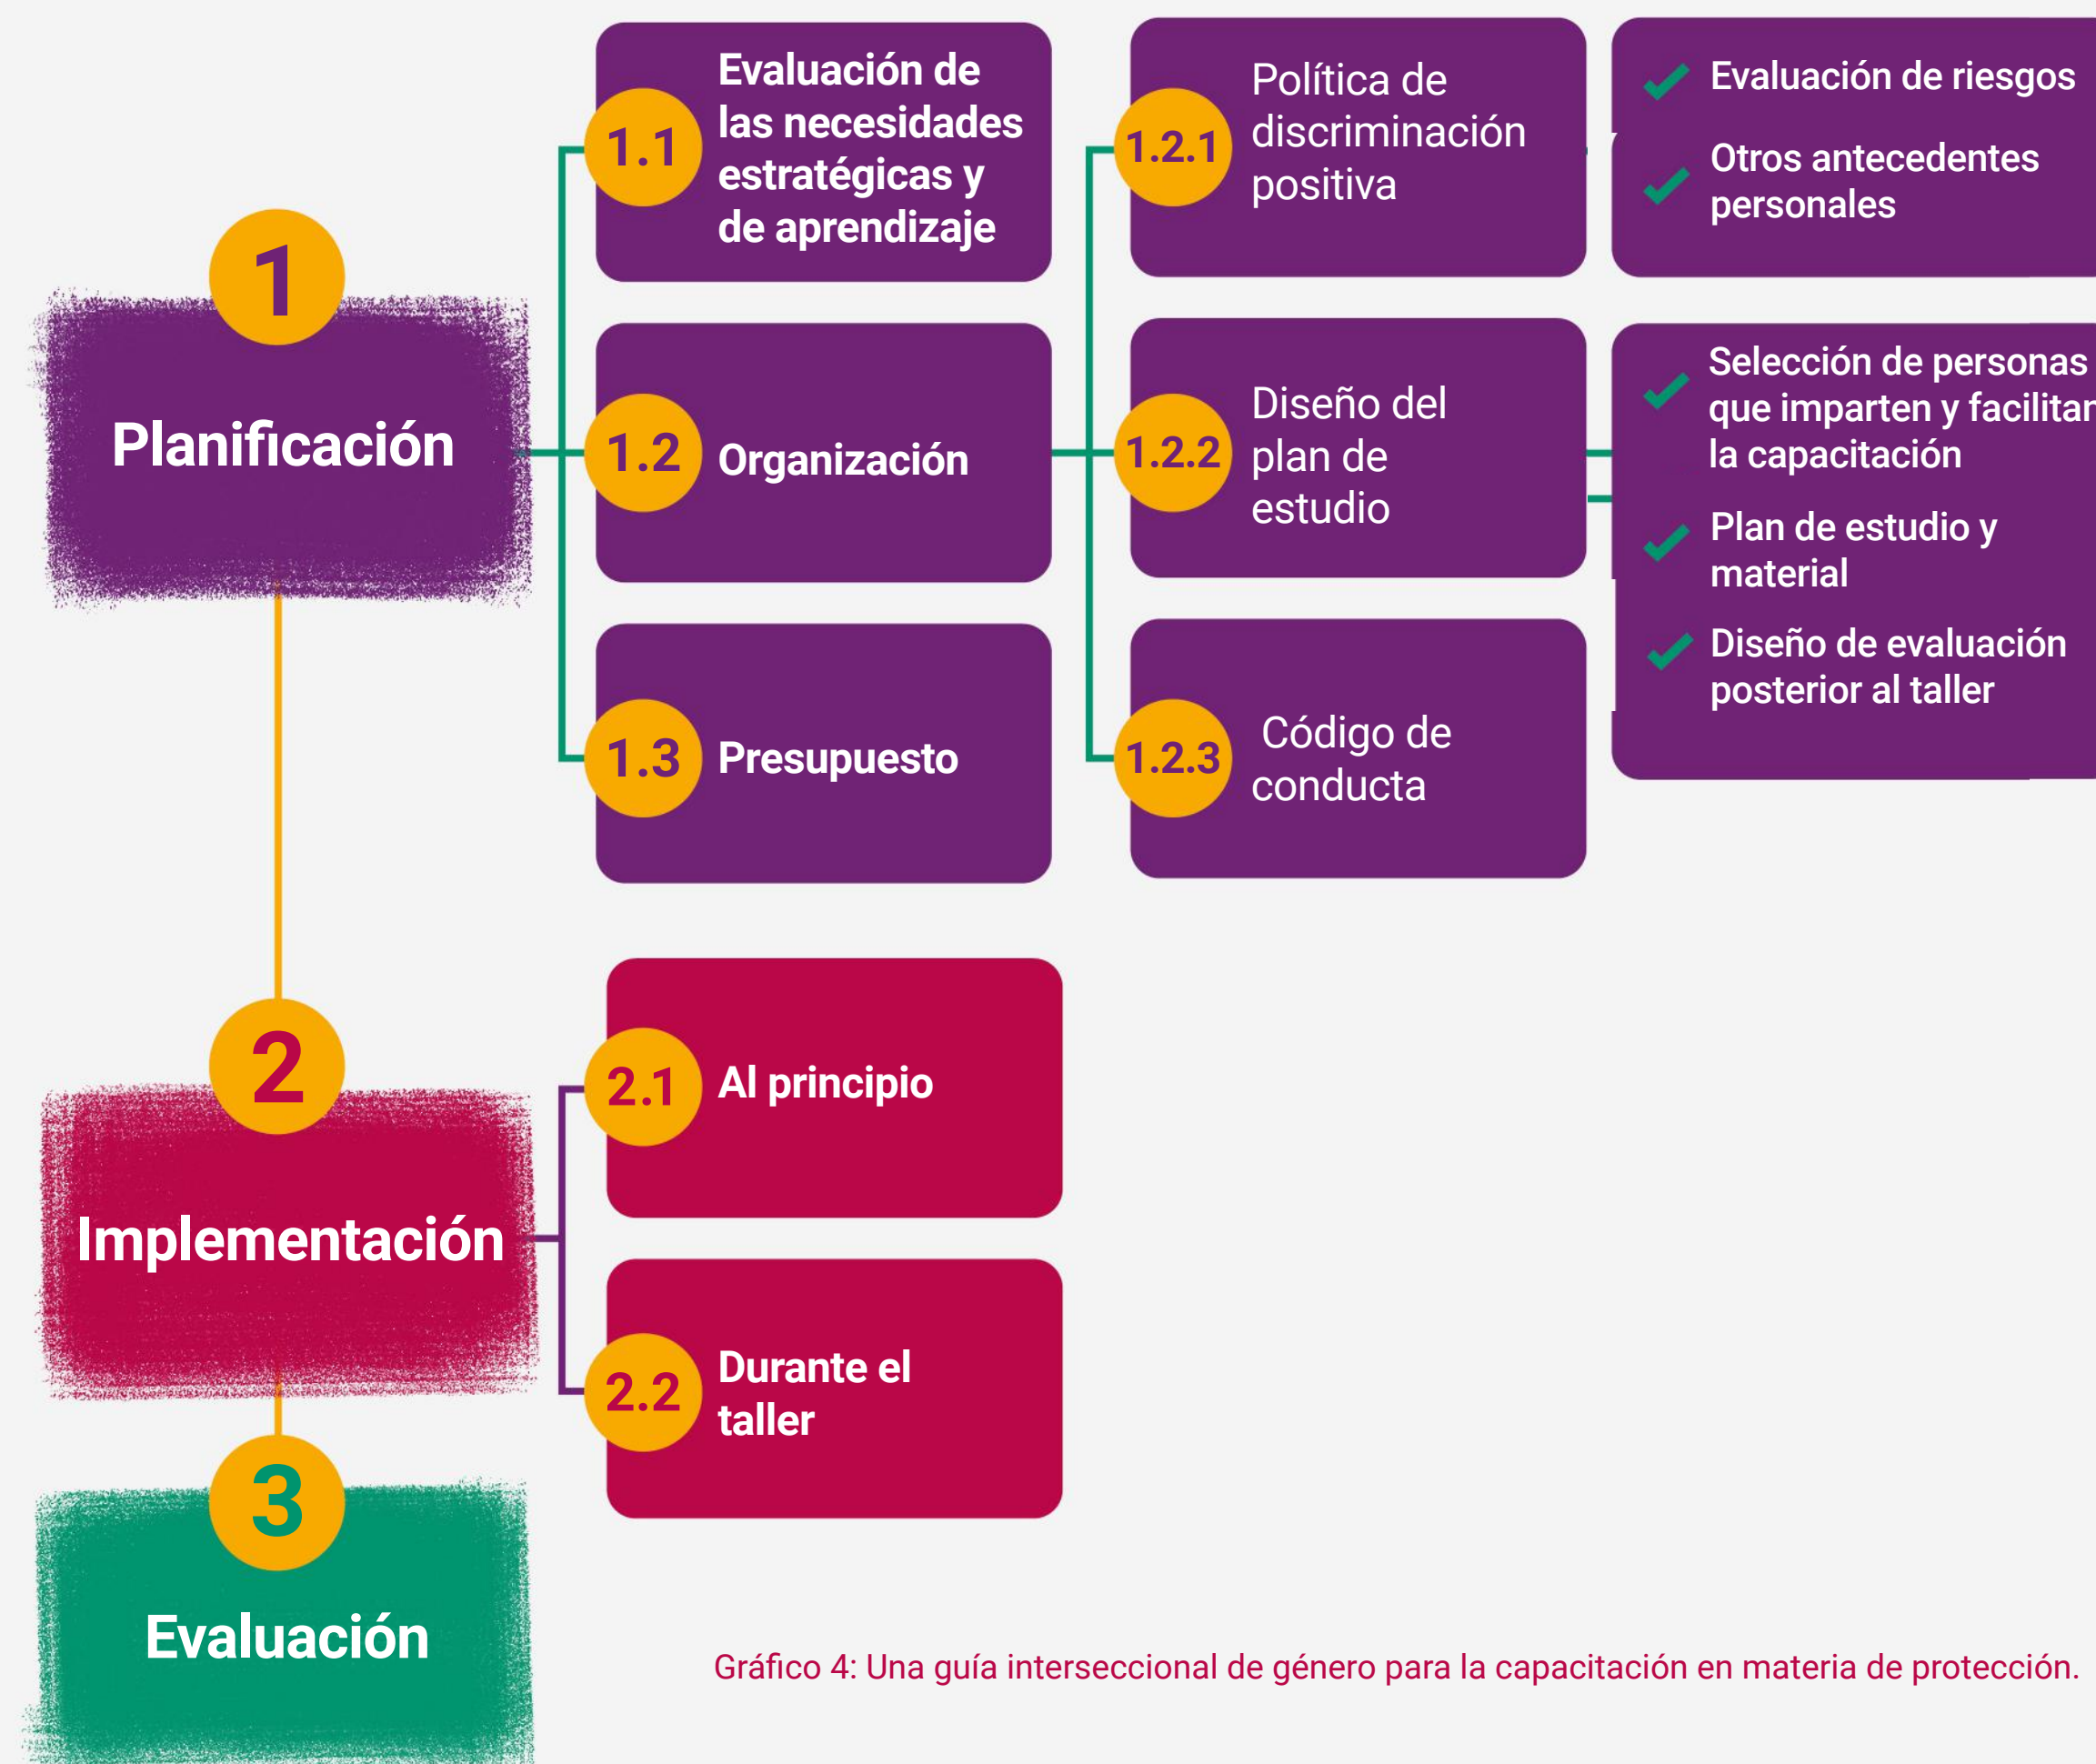 1
Planificación
1.1
Evaluación de
las necesidades
estratégicas y
de aprendizaje
1.2
Organización
1.3
Presupuesto
1.2.1
Política de
discriminación
positiva
1.2.2
Diseño del
plan de
estudio
1.2.3
Código de
conducta
Evaluación de riesgos
Otros antecedentes
personales
Selección de personas
que imparten y facilitan
la capacitación
Plan de estudio y
material
Diseño de evaluación
posterior al taller
2
Implementación
2.1
Al principio
2.2
Durante el
taller
3
Evaluación
Gráfico 4: Una guía interseccional de género para la capacitación en materia de protección.